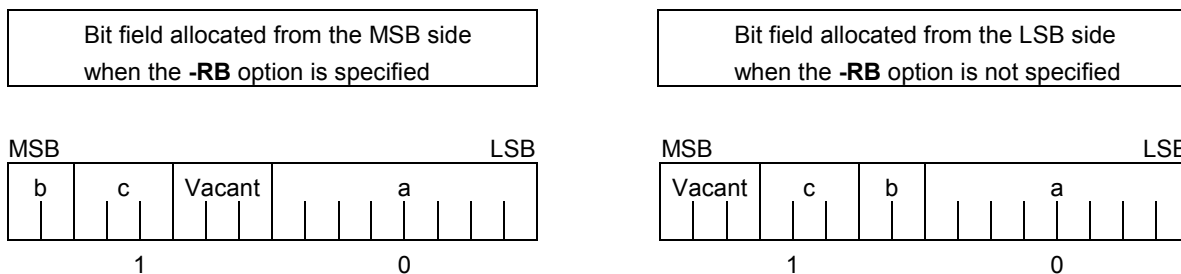 Bit field allocated from the MSB side
when the -RB option is specified
Bit field allocated from the LSB side
when the -RB option is not specified
MSB LSB
b c Vacant a
1 0
MSB LSB
Vacant c b a
1 0